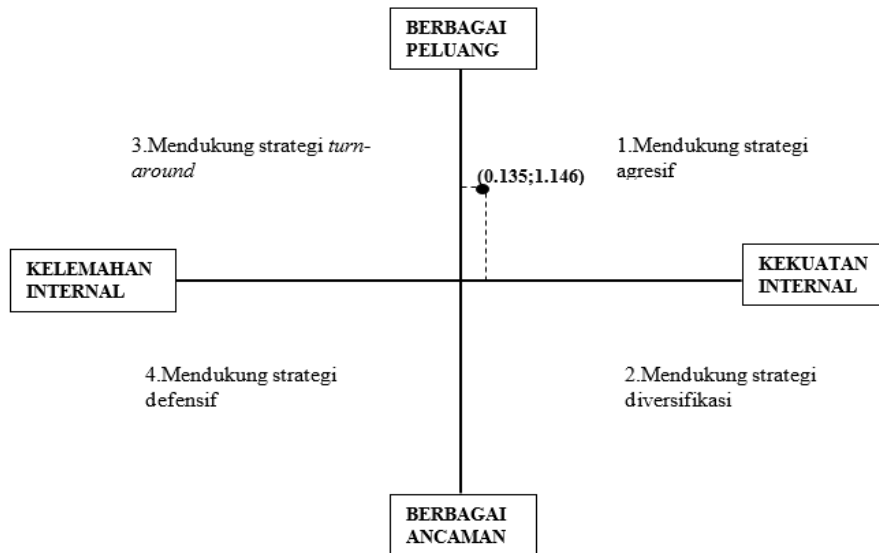 BERBAGAI
PELUANG
3.Mendukung strategi turn-
around
1.Mendukung strategi
agresif
(0.135;1.146)
KELEMAHAN
INTERNAL
KEKUATAN
INTERNAL
4.Mendukung strategi
defensif
2.Mendukung strategi
diversifikasi
BERBAGAI
ANCAMAN